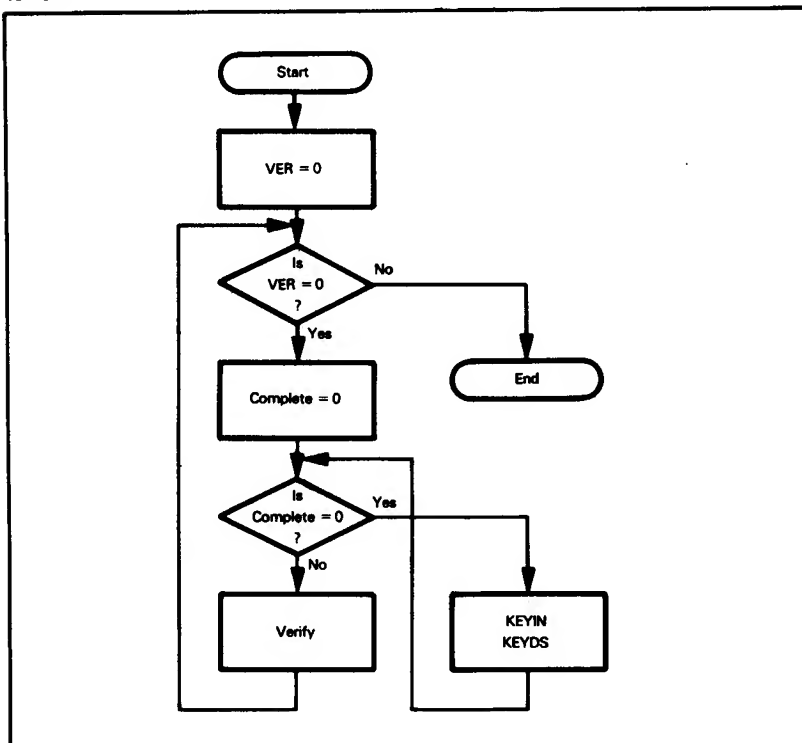 Start
VER = 0
Is
VER = 0
?
No
Yes
End
Complete = 0
Is
Complete = 0
?
Yes
No
Verify
KEYIN
KEYDS